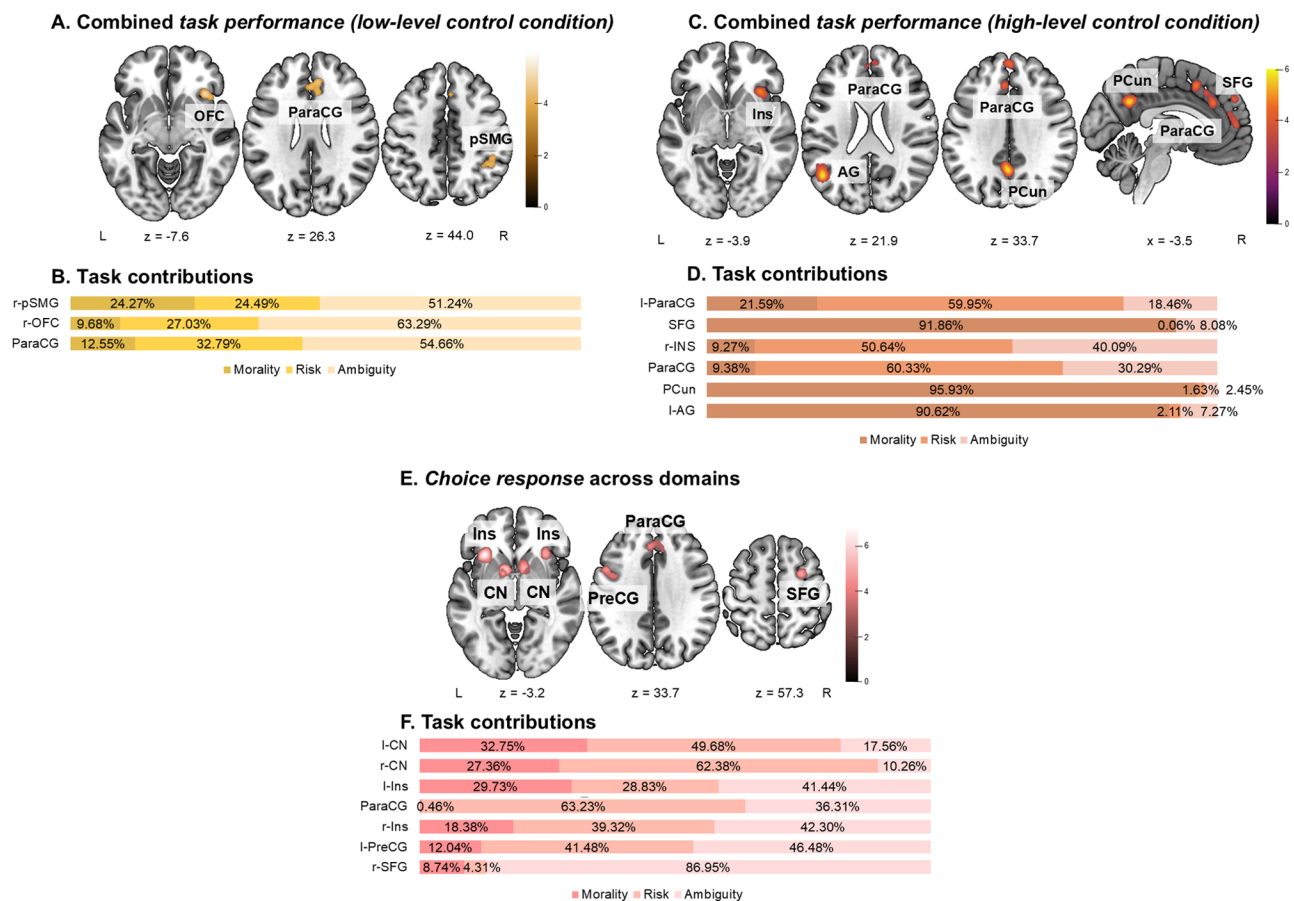 A. Combined task performance (low-level control condition)
OFC
ParaCG
pSMG
4
2
0
L
z = -7.6
z = 26.3
z = 44.0
R
B. Task contributions
r-pSMG 24.27% 24.49% 51.24%
r-OFC 9.68% 27.03% 63.29%
ParaCG 12.55% 32.79% 54.66%
Morality Risk Ambiguity
C. Combined task performance (high-level control condition)
Ins
ParaCG
AG
ParaCG
PCun
PCun
SFG
ParaCG
6
4
2
0
L
z = -3.9
z = 21.9
z = 33.7
x = -3.5
R
D. Task contributions
l-ParaCG 21.59% 59.95% 18.46%
SFG 91.86% 0.06% 8.08%
r-INS 9.27% 50.64% 40.09%
ParaCG 9.38% 60.33% 30.29%
PCun 95.93% 1.63% 2.45%
l-AG 90.62% 2.11% 7.27%
Morality Risk Ambiguity
E. Choice response across domains
Ins
Ins
CN
CN
ParaCG
PreCG
SFG
6
4
2
0
L
z = -3.2
z = 33.7
z = 57.3
R
F. Task contributions
l-CN 32.75% 49.68% 17.56%
r-CN 27.36% 62.38% 10.26%
l-Ins 29.73% 28.83% 41.44%
ParaCG 0.46% 63.23% 36.31%
r-Ins 18.38% 39.32% 42.30%
l-PreCG 12.04% 41.48% 46.48%
r-SFG 8.74% 4.31% 86.95%
Morality Risk Ambiguity